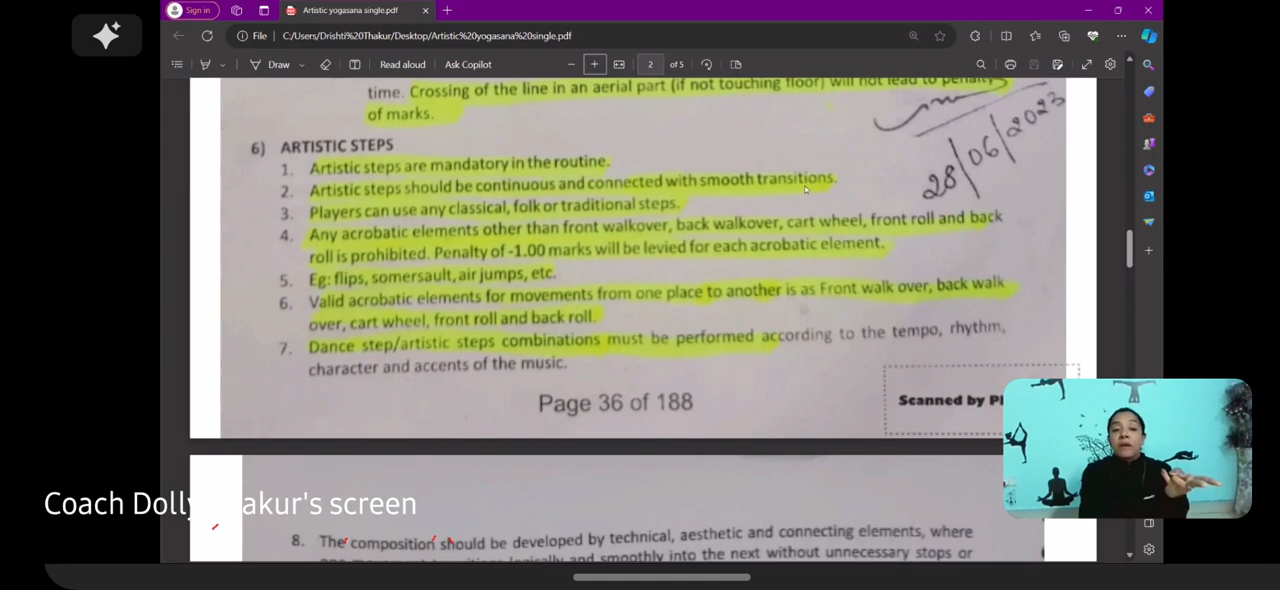 Sign in
Artistic yogasana single.pdf
File
C:/Users/Drishti%20Thakur/Desktop/Artistic%20yogasana%20single.pdf
Draw
Read aloud
Ask Copilot
2
of 5
time. Crossing of the line in an aerial part (if not touching floor) will not lead to penalty
of marks.
28/06/2023
6) ARTISTIC STEPS
1. Artistic steps are mandatory in the routine.
2. Artistic steps should be continuous and connected with smooth transitions.
3. Players can use any classical, folk or traditional steps.
4. Any acrobatic elements other than front walkover, back walkover, cart wheel, front roll and back
roll is prohibited. Penalty of -1.00 marks will be levied for each acrobatic element.
5. Eg: flips, somersault, air jumps, etc.
6. Valid acrobatic elements for movements from one place to another is as Front walk over, back walk
over, cart wheel, front roll and back roll.
7. Dance step/artistic steps combinations must be performed according to the tempo, rhythm,
character and accents of the music.
Page 36 of 188
Scanned by
Coach Dolly
akur's screen
8. The composition should be developed by technical, aesthetic and connecting elements, where